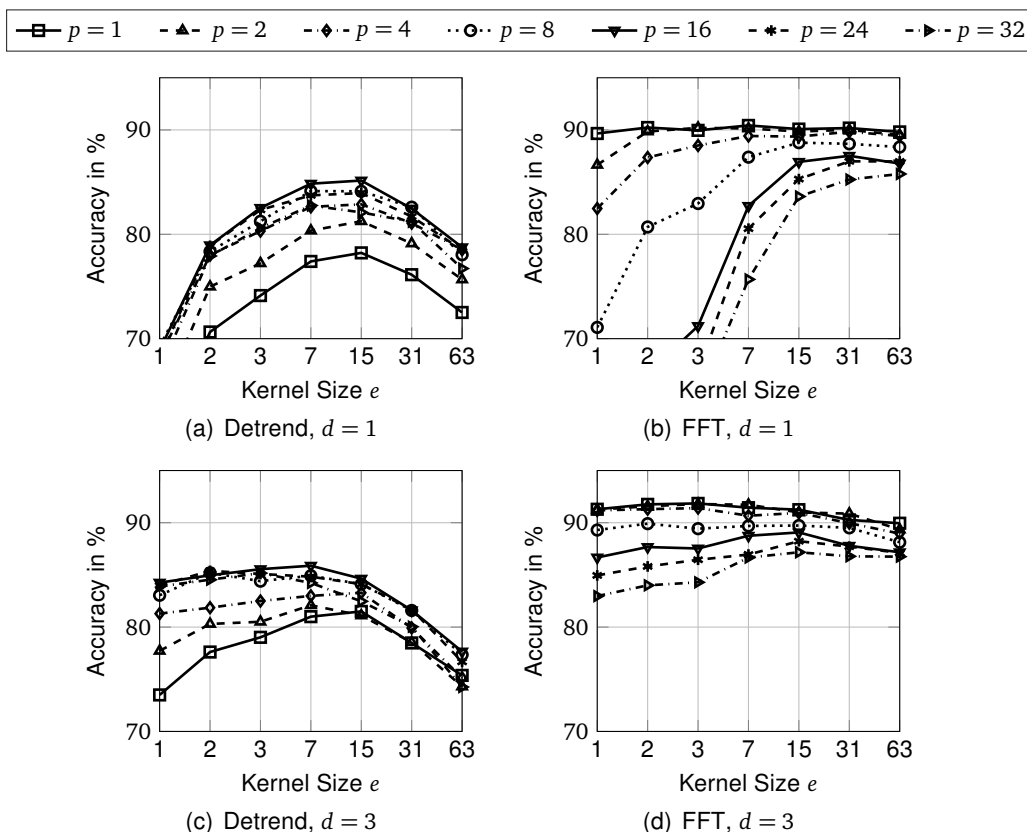 p = 1 p = 2 p = 4 p = 8 p = 16 p = 24 p = 32
90
80
70
1 2 3 7 15 31 63
Accuracy in %
Kernel Size e
(a) Detrend, d = 1
90
80
70
1 2 3 7 15 31 63
Accuracy in %
Kernel Size e
(b) FFT, d = 1
90
80
70
1 2 3 7 15 31 63
Accuracy in %
Kernel Size e
(c) Detrend, d = 3
90
80
70
1 2 3 7 15 31 63
Accuracy in %
Kernel Size e
(d) FFT, d = 3